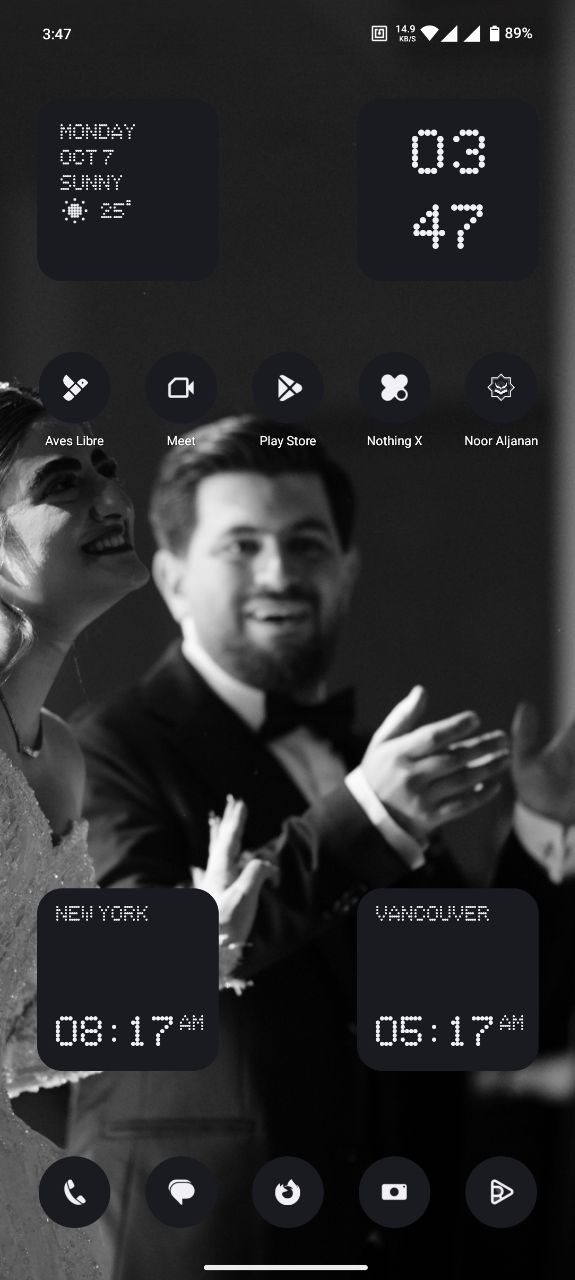 3:47
14.9
KB/S
89%
MONDAY
OCT 7
SUNNY
25°
03
47
Aves Libre
Meet
Play Store
Nothing X
Noor Aljanan
NEW YORK
08:17 AM
VANCOUVER
05:17 AM